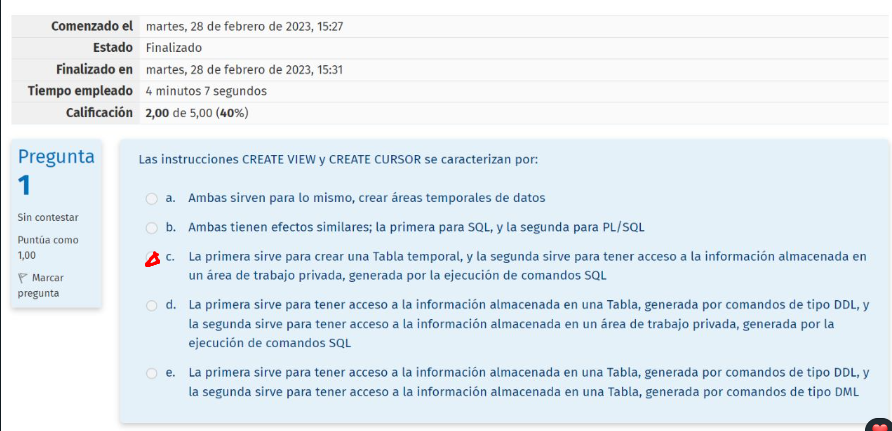 Comenzado el martes, 28 de febrero de 2023, 15:27
Estado Finalizado
Finalizado en martes, 28 de febrero de 2023, 15:31
Tiempo empleado 4 minutos 7 segundos
Calificación 2,00 de 5,00 (40%)
Pregunta
1
Sin contestar
Puntúa como
1,00
Marcar
pregunta
Las instrucciones CREATE VIEW y CREATE CURSOR se caracterizan por:
a. Ambas sirven para lo mismo, crear áreas temporales de datos
b. Ambas tienen efectos similares; la primera para SQL, y la segunda para PL/SQL
c. La primera sirve para crear una Tabla temporal, y la segunda sirve para tener acceso a la información almacenada en
un área de trabajo privada, generada por la ejecución de comandos SQL
d. La primera sirve para tener acceso a la información almacenada en una Tabla, generada por comandos de tipo DDL, y
la segunda sirve para tener acceso a la información almacenada en un área de trabajo privada, generada por la
ejecución de comandos SQL
e. La primera sirve para tener acceso a la información almacenada en una Tabla, generada por comandos de tipo DDL, y
la segunda sirve para tener acceso a la información almacenada en una Tabla, generada por comandos de tipo DML